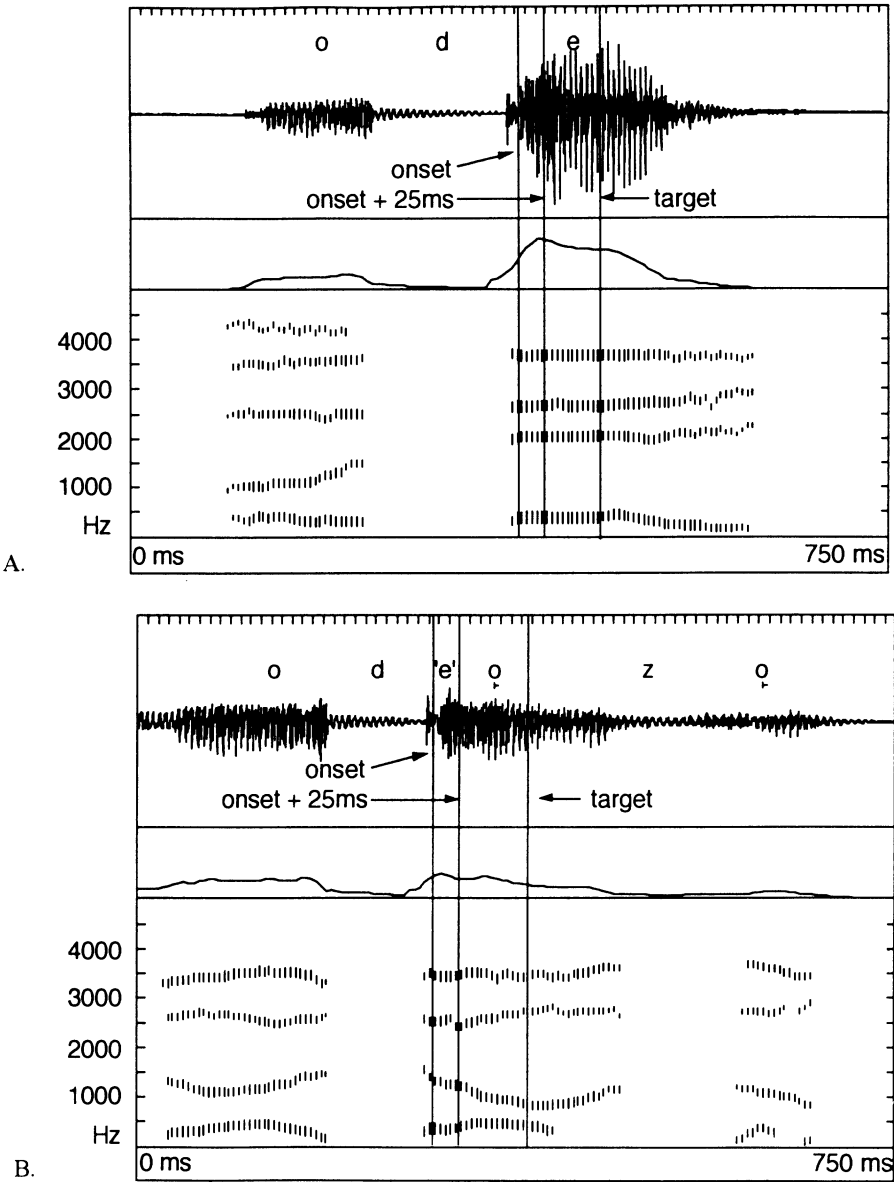 o d e
onset
onset + 25ms target
4000
3000
2000
1000
Hz
0 ms 750 ms
A.
o d 'e' o̞ z o̞
onset
onset + 25ms target
4000
3000
2000
1000
Hz
0 ms 750 ms
B.